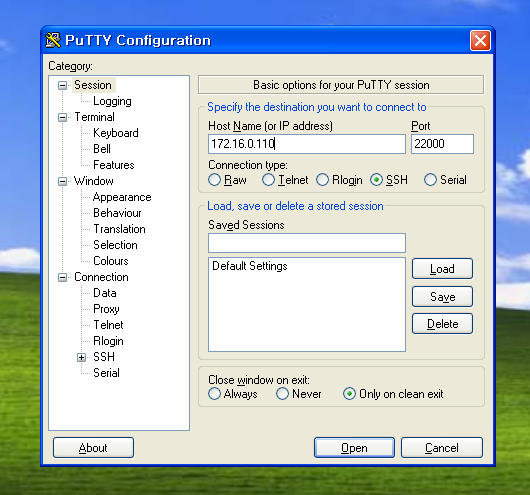 PuTTY Configuration
Category:
Session
Logging
Terminal
Keyboard
Bell
Features
Window
Appearance
Behaviour
Translation
Selection
Colours
Connection
Data
Proxy
Telnet
Rlogin
SSH
Serial
Basic options for your PuTTY session
Specify the destination you want to connect to
Host Name (or IP address) Port
172.16.0.110 22000
Connection type:
Raw Telnet Rlogin SSH Serial
Load, save or delete a stored session
Saved Sessions
Default Settings
Load
Save
Delete
Close window on exit:
Always Never Only on clean exit
About Open Cancel